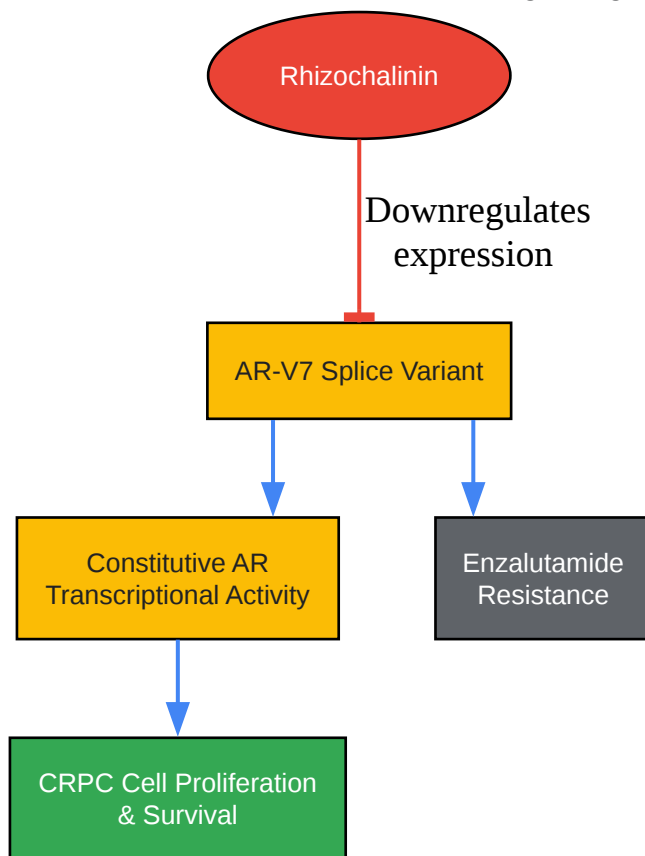 Rhizochalinin
Downregulates
expression
AR-V7 Splice Variant
Constitutive AR
Transcriptional Activity
Enzalutamide
Resistance
CRPC Cell Proliferation
& Survival